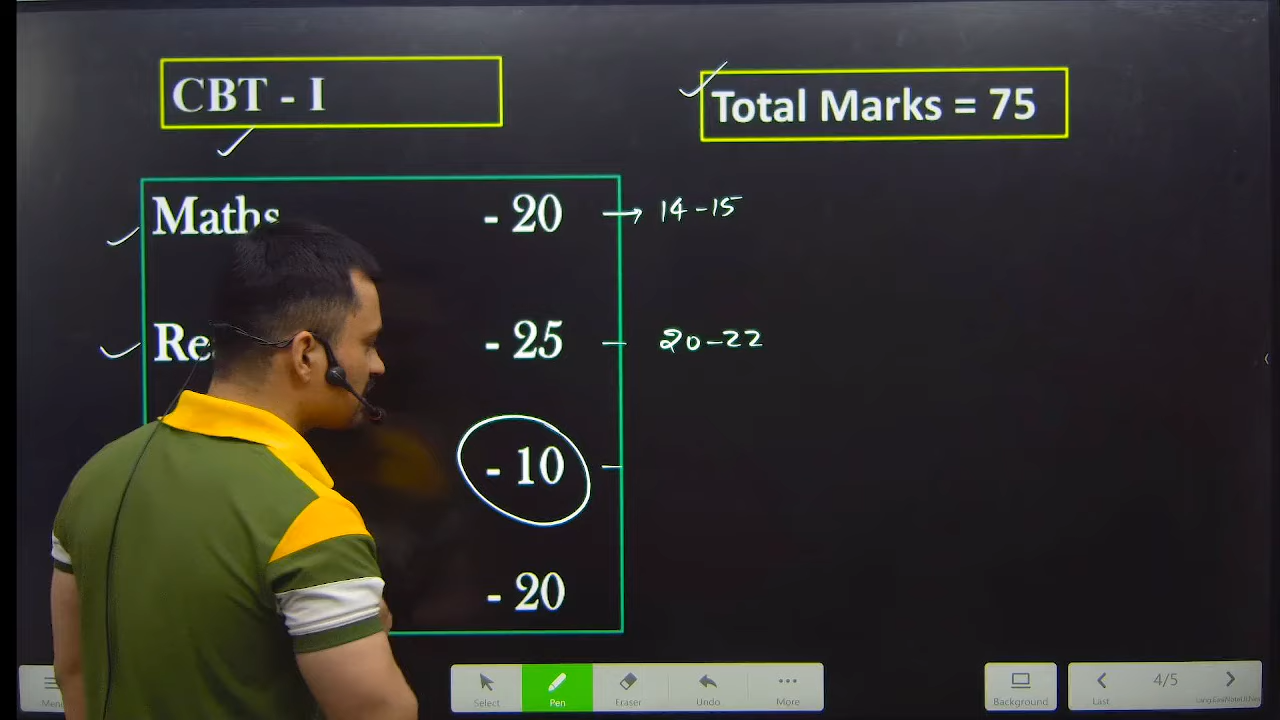 CBT - I
Total Marks = 75
Maths - 20 → 14-15
Re - 25 - 20-22
- 10 -
- 20
Select
Pen
Eraser
Undo
More
Background
Last
4/5